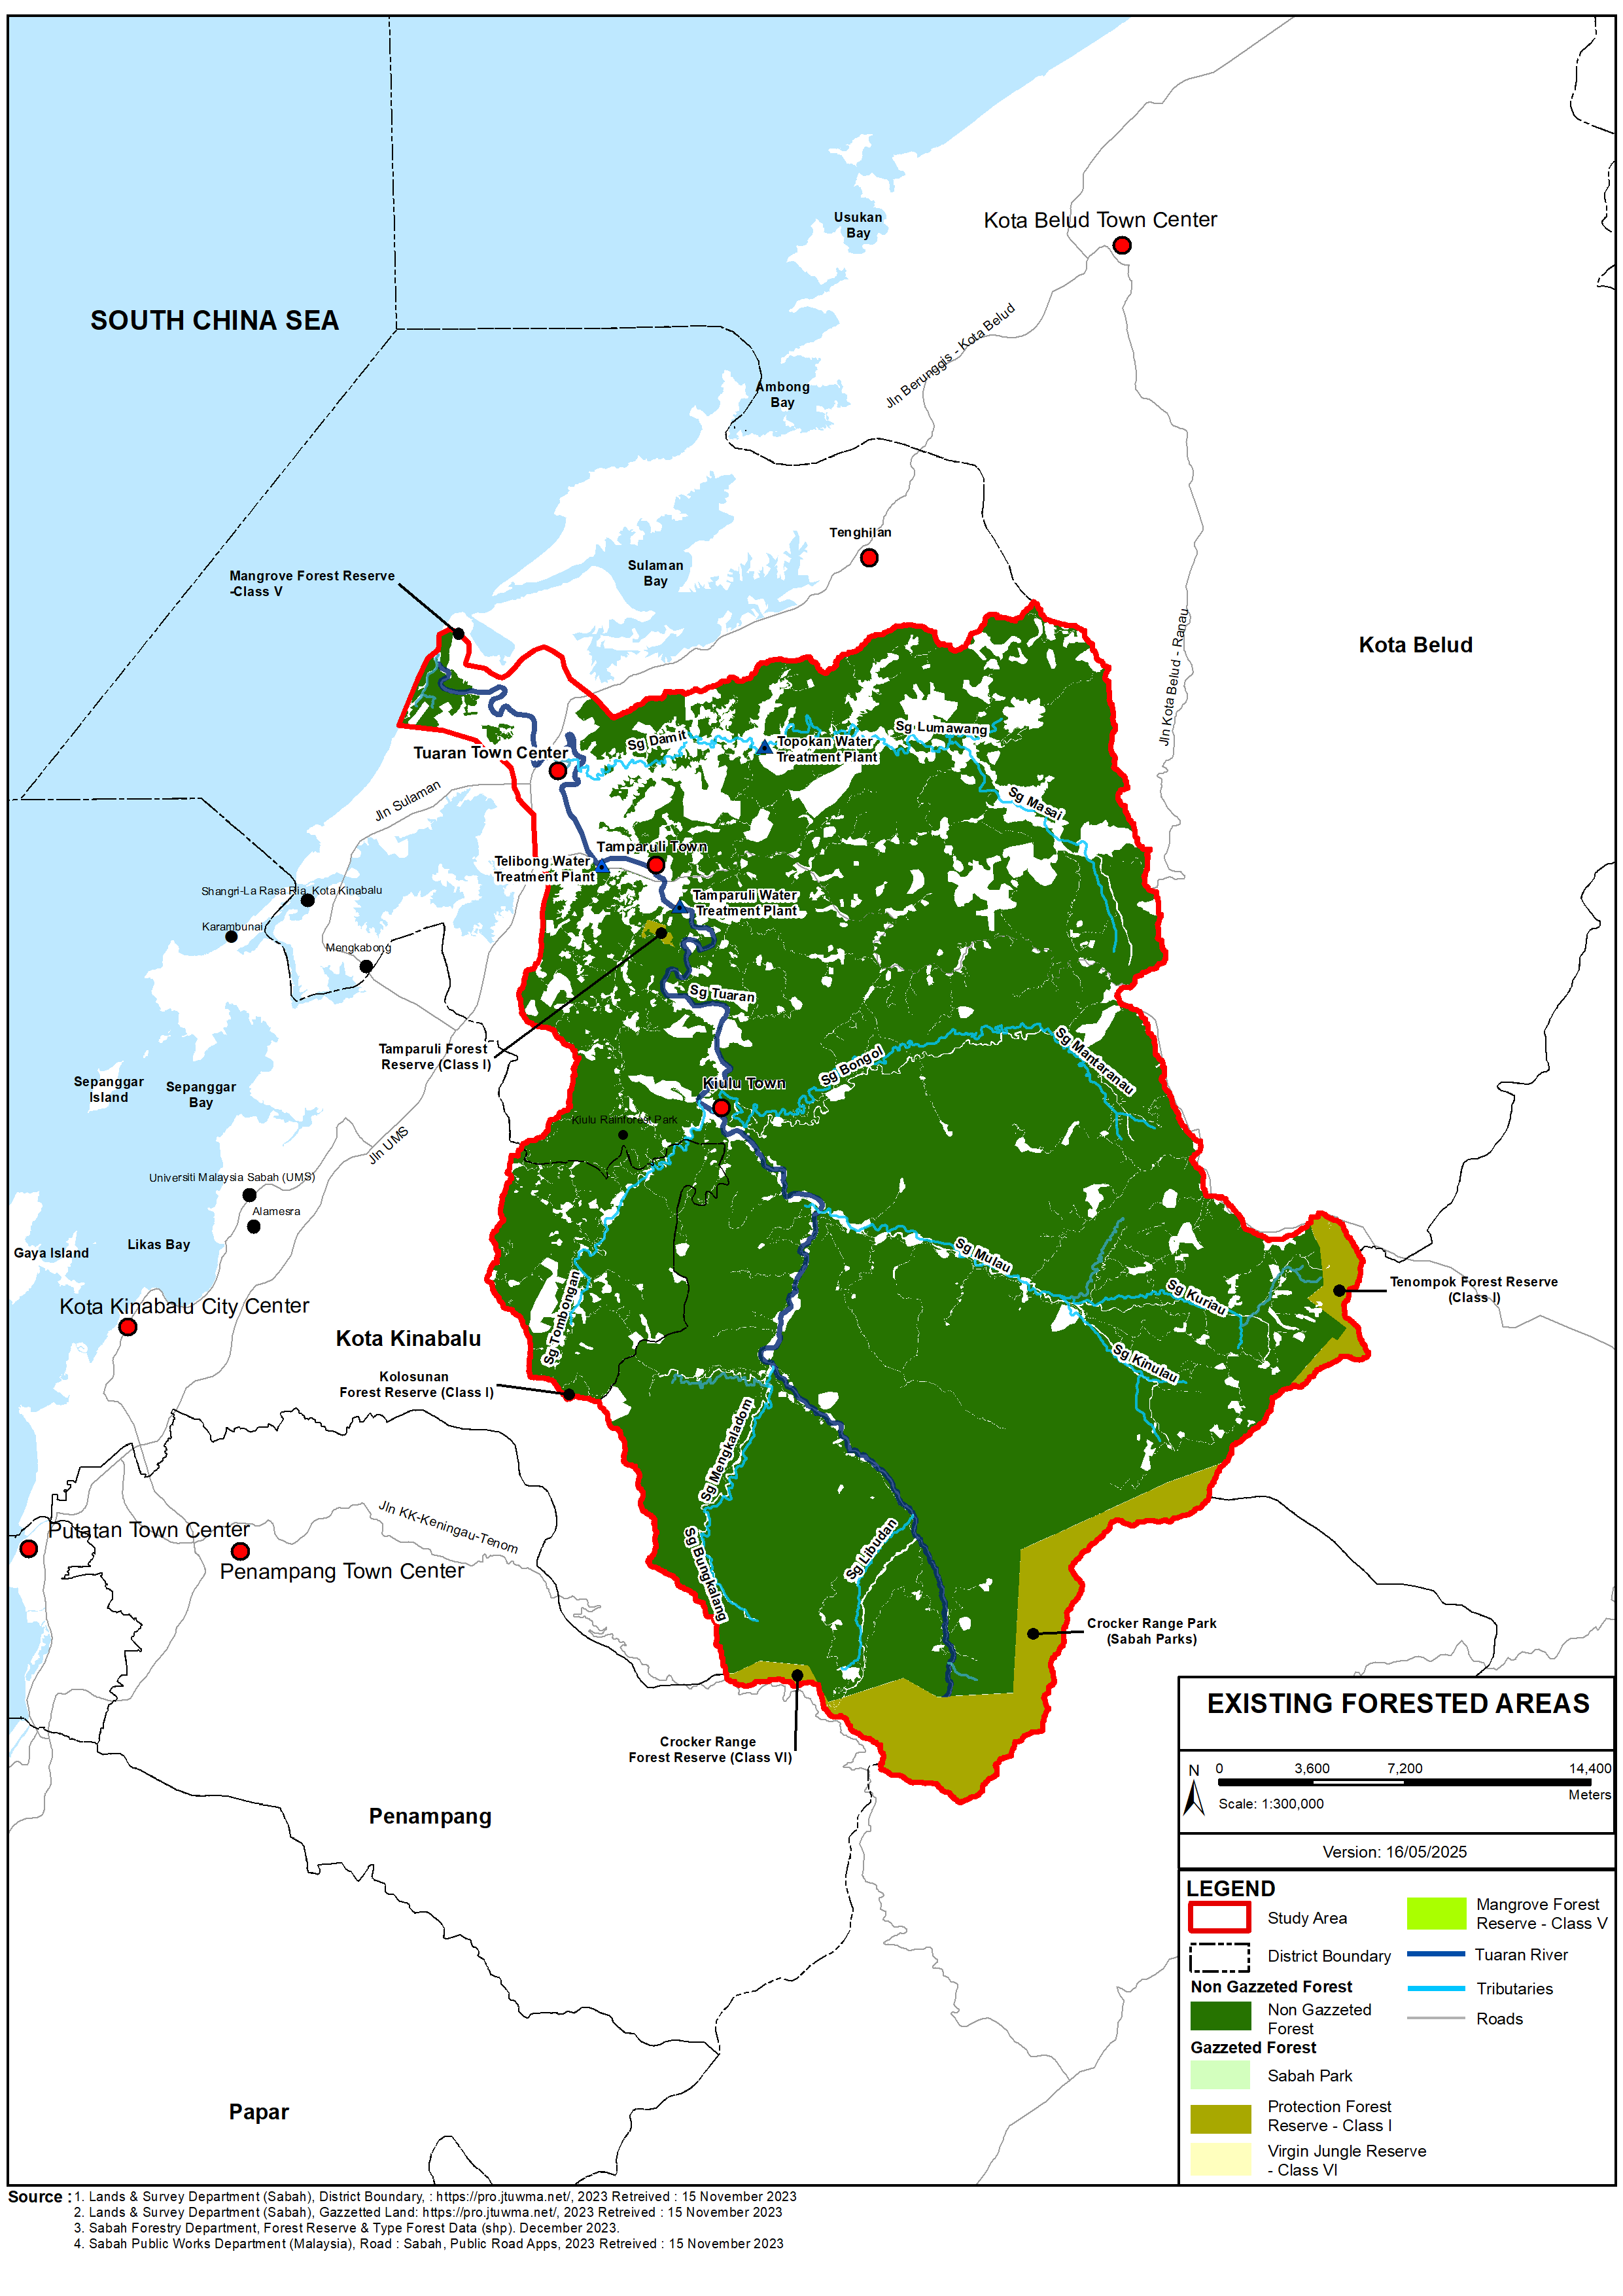 Usukan
Bay
Kota Belud Town Center
SOUTH CHINA SEA
Jln Berunggis - Kota Belud
Ambong
Bay
Tenghilan
Sulaman
Bay
Mangrove Forest Reserve
-Class V
Jln Kota Belud - Ranau
Kota Belud
Sg Lumawang
Sg Damit
Topokan Water
Treatment Plant
Tuaran Town Center
Jln Sulaman
Sg Masai
Tamparuli Town
Telibong Water
Treatment Plant
Shangri-La Rasa Ria, Kota Kinabalu
Tamparuli Water
Treatment Plant
Karambunai
Mengkabong
Sg Tuaran
Tamparuli Forest
Reserve (Class I)
Sg Mantaranau
Sg Bongol
Sepanggar
Island
Sepanggar
Bay
Kiulu Town
Kiulu Rainforest Park
Jln UMS
Universiti Malaysia Sabah (UMS)
Alamesra
Likas Bay
Gaya Island
Sg Mulau
Tenompok Forest Reserve
(Class I)
Sg Kuriau
Kota Kinabalu City Center
Sg Tombongan
Kota Kinabalu
Sg Kinulau
Kolosunan
Forest Reserve (Class I)
Sg Mengkaladom
Jln KK-Keningau-Tenom
Putatan Town Center
Penampang Town Center
Sg Bungkalang
Sg Libudan
Crocker Range Park
(Sabah Parks)
Crocker Range
Forest Reserve (Class VI)
Penampang
Papar
EXISTING FORESTED AREAS
N
0 3,600 7,200 14,400
Meters
Scale: 1:300,000
Version: 16/05/2025
LEGEND
Study Area
District Boundary
Non Gazzeted Forest
Non Gazzeted
Forest
Gazzeted Forest
Sabah Park
Protection Forest
Reserve - Class I
Virgin Jungle Reserve
- Class VI
Mangrove Forest
Reserve - Class V
Tuaran River
Tributaries
Roads
Source : 1. Lands & Survey Department (Sabah), District Boundary, : https://pro.jtuwma.net/, 2023 Retreived : 15 November 2023
2. Lands & Survey Department (Sabah), Gazzetted Land: https://pro.jtuwma.net/, 2023 Retreived : 15 November 2023
3. Sabah Forestry Department, Forest Reserve & Type Forest Data (shp). December 2023.
4. Sabah Public Works Department (Malaysia), Road : Sabah, Public Road Apps, 2023 Retreived : 15 November 2023